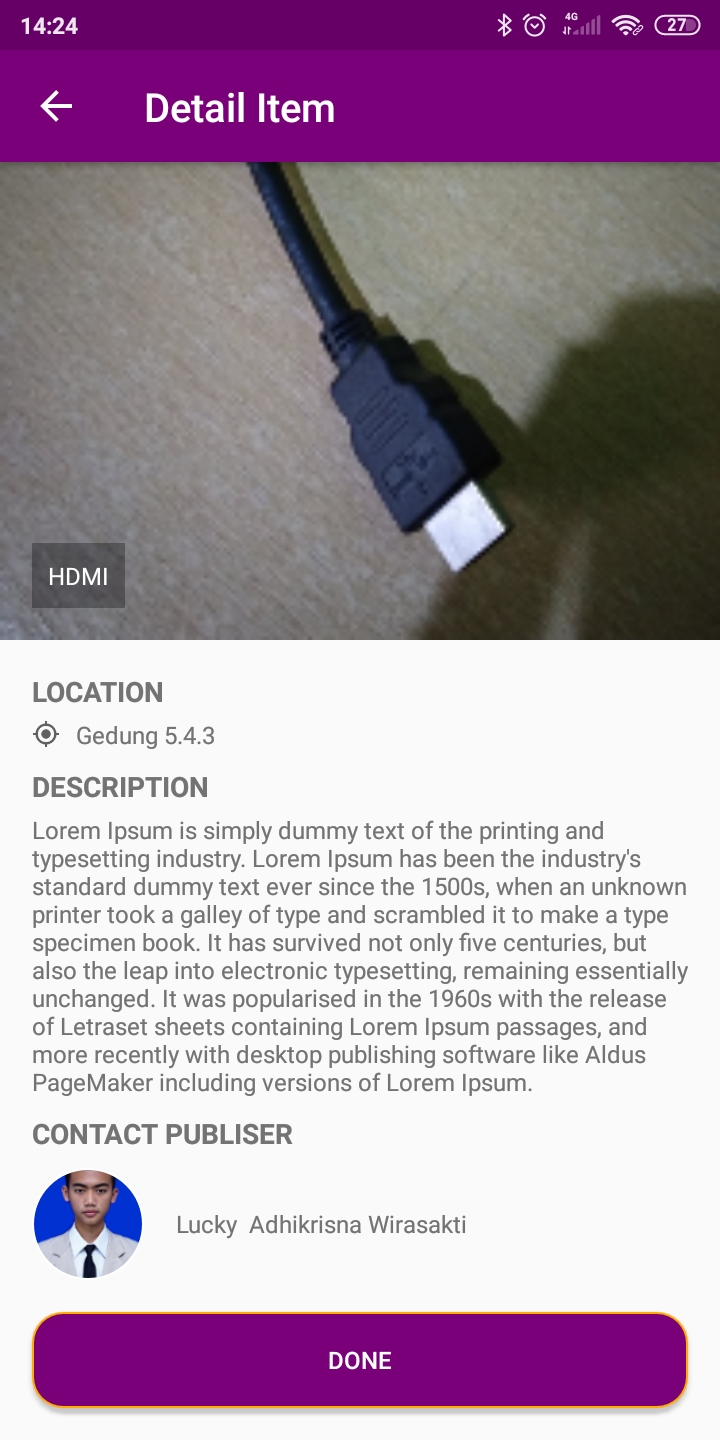 14:24
4G
27
Detail Item
HDMI
LOCATION
Gedung 5.4.3
DESCRIPTION
Lorem Ipsum is simply dummy text of the printing and
typesetting industry. Lorem Ipsum has been the industry's
standard dummy text ever since the 1500s, when an unknown
printer took a galley of type and scrambled it to make a type
specimen book. It has survived not only five centuries, but
also the leap into electronic typesetting, remaining essentially
unchanged. It was popularised in the 1960s with the release
of Letraset sheets containing Lorem Ipsum passages, and
more recently with desktop publishing software like Aldus
PageMaker including versions of Lorem Ipsum.
CONTACT PUBLISER
Lucky  Adhikrisna Wirasakti
DONE